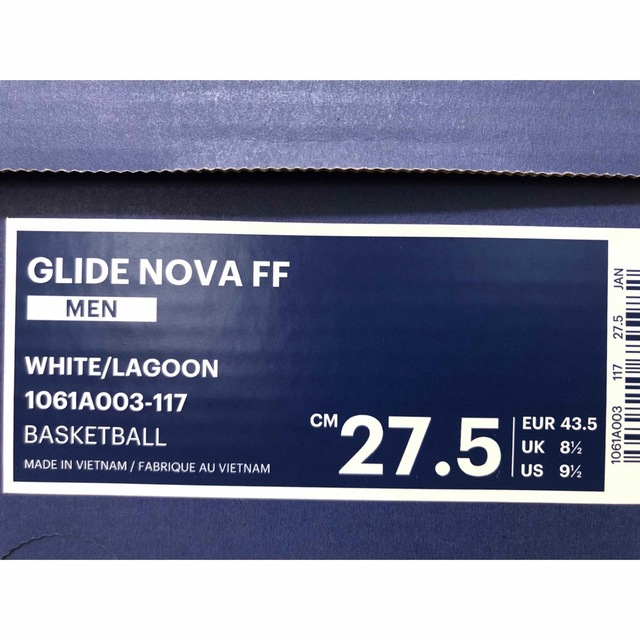 GLIDE NOVA FF
MEN
WHITE/LAGOON
1061A003-117
BASKETBALL
MADE IN VIETNAM / FABRIQUE AU VIETNAM
CM 27.5
EUR 43.5
UK 8½
US 9½
1061A003 117 27.5 JAN